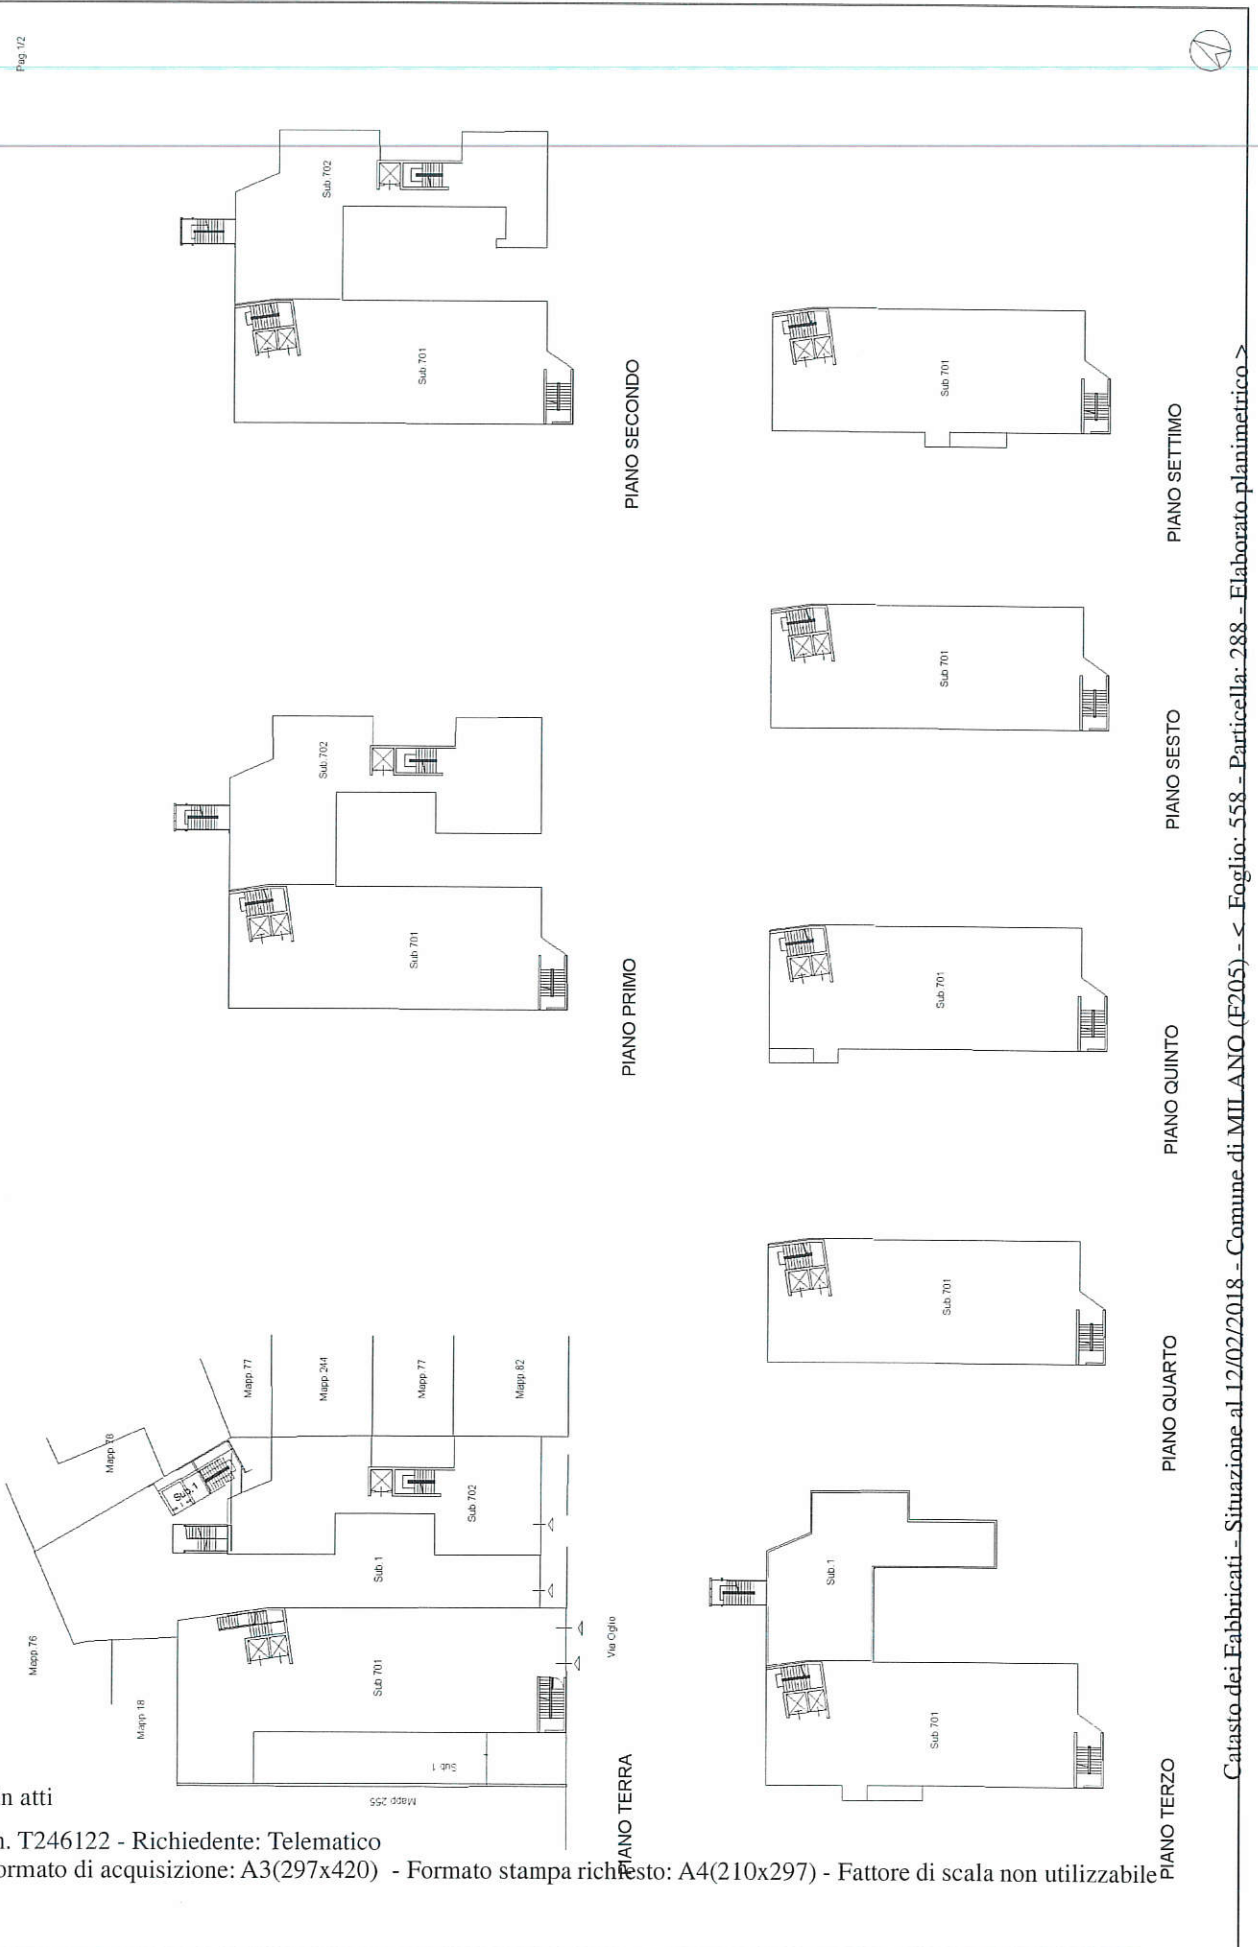 Pag.1/2
Sub.702
Sub.701
PIANO SECONDO
Sub.701
PIANO SETTIMO
Sub.701
PIANO SESTO
Sub.702
Sub.701
PIANO PRIMO
Sub.701
PIANO QUINTO
Sub.701
PIANO QUARTO
Mapp.77
Mapp.244
Mapp.77
Mapp.82
Mapp.78
Sub.1
Sub.702
Sub.1
Mapp.76
Mapp.18
Sub.701
Sub.1
Mapp.255
Via Oglio
PIANO TERRA
Sub.1
Sub.701
PIANO TERZO
Catasto dei Fabbricati - Situazione al 12/02/2018 - Comune di MILANO (F205) - < Foglio: 558 - Particella: 288 - Elaborato planimetrico >
n atti
n. T246122 - Richiedente: Telematico
ormato di acquisizione: A3(297x420) - Formato stampa richiesto: A4(210x297) - Fattore di scala non utilizzabile